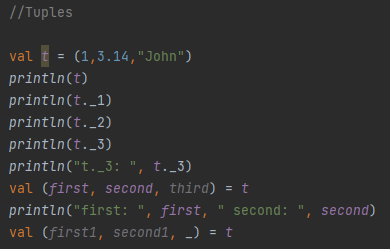 //Tuples
val t = (1,3.14,"John")
println(t)
println(t._1)
println(t._2)
println(t._3)
println("t._3: ", t._3)
val (first, second, third) = t
println("first: ", first, " second: ", second)
val (first1, second1, _) = t